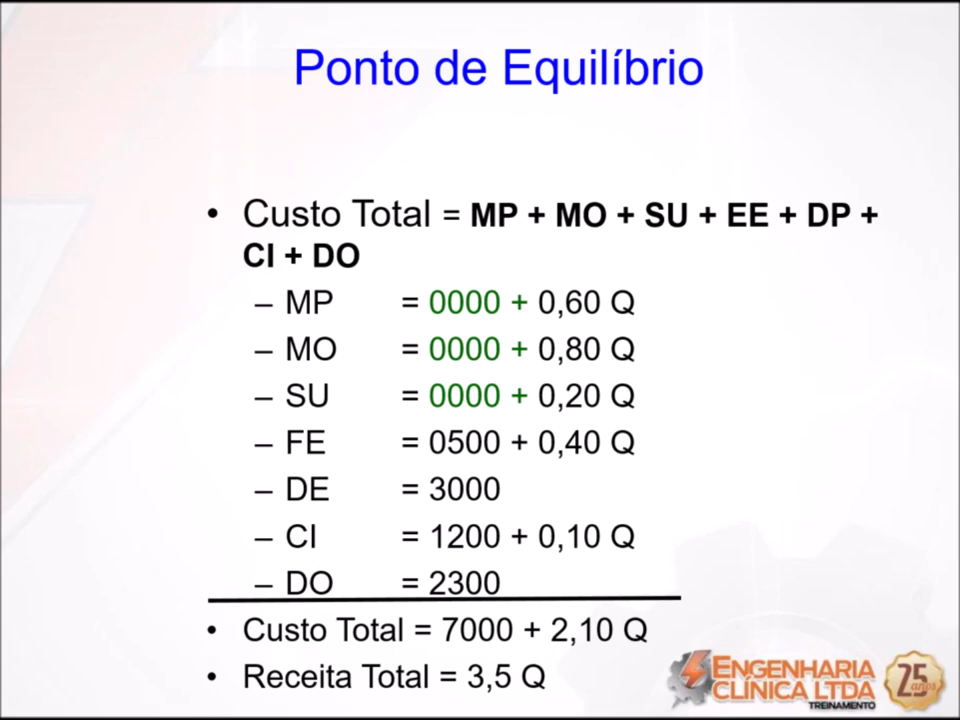 Ponto de Equilíbrio
• Custo Total = MP + MO + SU + EE + DP +
CI + DO
– MP = 0000 + 0,60 Q
– MO = 0000 + 0,80 Q
– SU = 0000 + 0,20 Q
– FE = 0500 + 0,40 Q
– DE = 3000
– CI = 1200 + 0,10 Q
– DO = 2300
• Custo Total = 7000 + 2,10 Q
• Receita Total = 3,5 Q
ENGENHARIA
CLÍNICA LTDA
TREINAMENTO
25
anos